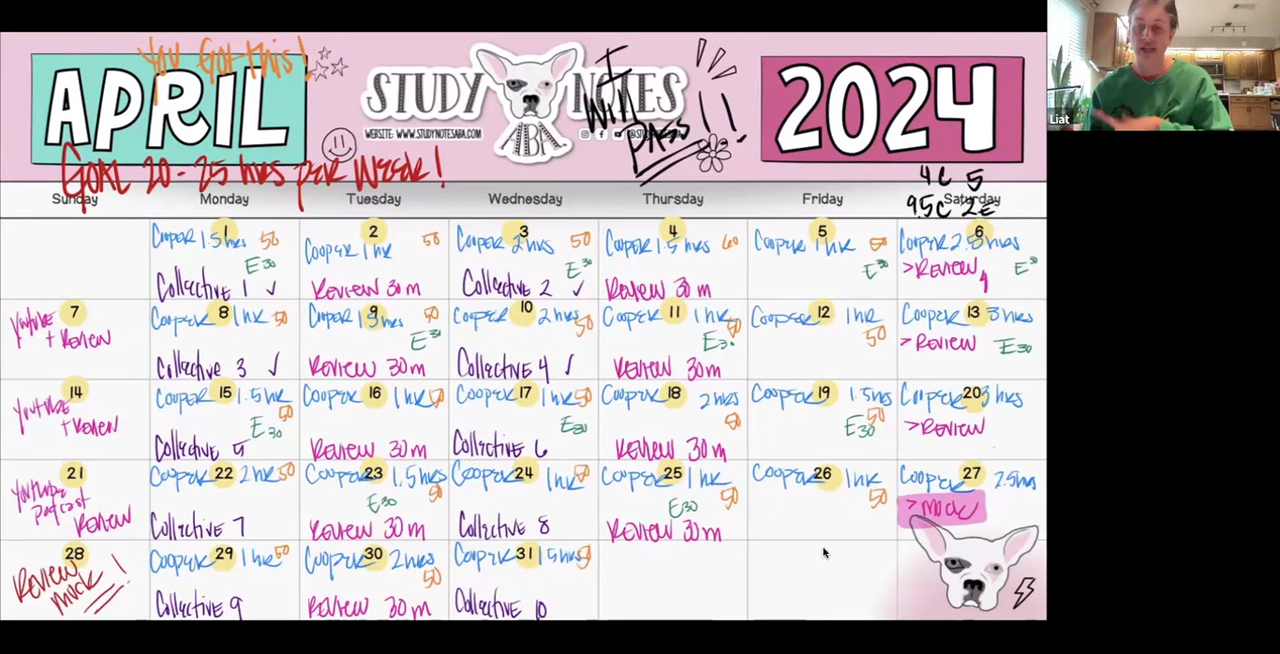 You Got this!
APRIL
STUDY NOTES
ABA
WEBSITE: WWW.STUDYNOTESABA.COM
I
Will
PASS!!
2024
Liat
GOAL 20-25 hrs per WEEK!
4c 5
9.5c 2E
Sunday Monday Tuesday Wednesday Thursday Friday Saturday
1 2 3 4 5 6
Cooper 1.5 hrs 50
E30
Collective 1 ✓
Cooper 1 hr 50
Review 30 m
Cooper 2 hrs 50
E30
Collective 2 ✓
Cooper 1.5 hrs 60
Review 30 m
Cooper 1 hr 50
E30
Cooper 2.5 hrs
>Review
E30
7 8 9 10 11 12 13
Youtube
+ Review
Cooper 1 hr 50
Collective 3 ✓
Cooper 1.5 hrs 50
E30
Review 30 m
Cooper 2 hrs 50
Collective 4 ✓
Cooper 1 hr 50
E30
Review 30 m
Cooper 1 hr
50
Cooper 3 hrs
>Review E30
14 15 16 17 18 19 20
Youtube
+ Review
Cooper 1.5 hrs
50
E30
Collective 5
Cooper 1 hr 50
Review 30 m
Cooper 1 hr 50
E30
Collective 6
Cooper 2 hrs
50
Review 30 m
Cooper 1.5 hrs
50
E30
Cooper 3 hrs
>Review
21 22 23 24 25 26 27
Youtube
Podcast
Review
Cooper 2 hrs 50
Collective 7
Cooper 1.5 hrs
50
E30
Review 30 m
Cooper 1 hr 50
Collective 8
Cooper 1 hr
50
E30
Review 30 m
Cooper 1 hr
50
Cooper 2.5 hrs
>mock
28 29 30 31
Review
mock!
Cooper 1 hr 50
Collective 9
Cooper 2 hrs
50
Review 30 m
Cooper 1.5 hrs
Collective 10